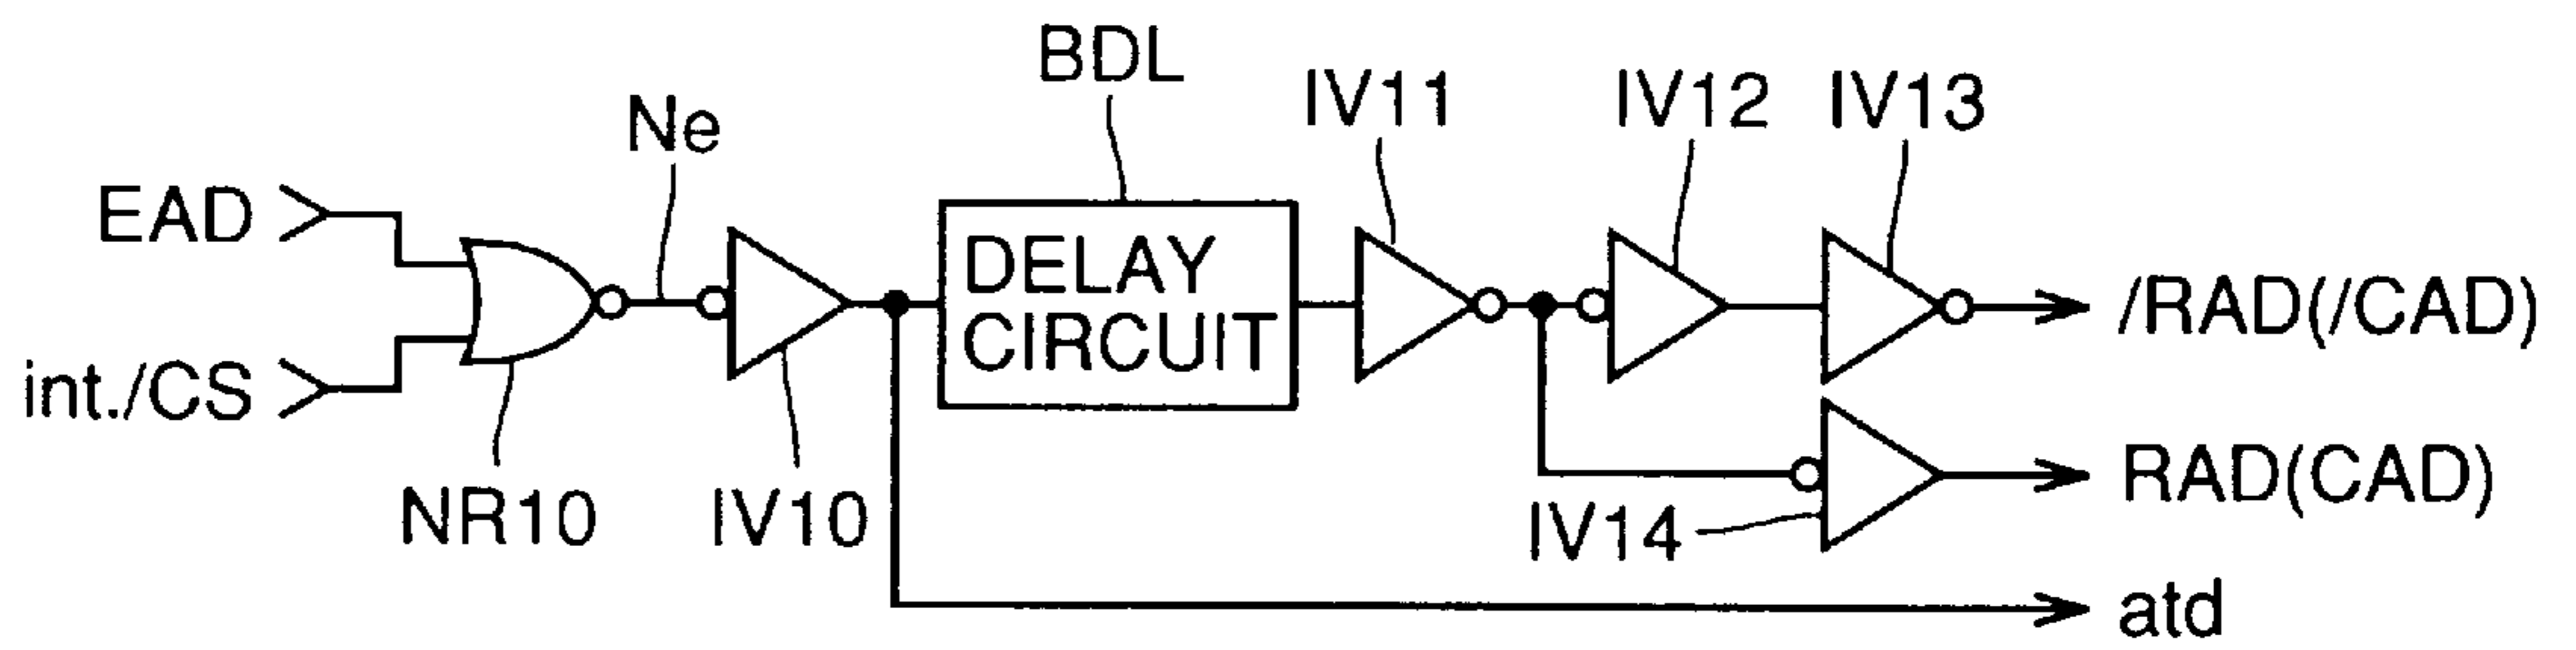 BDL
IV11
IV12
IV13
Ne
EAD
DELAY
CIRCUIT
/RAD(/CAD)
int./CS
NR10
IV10
IV14
RAD(CAD)
atd